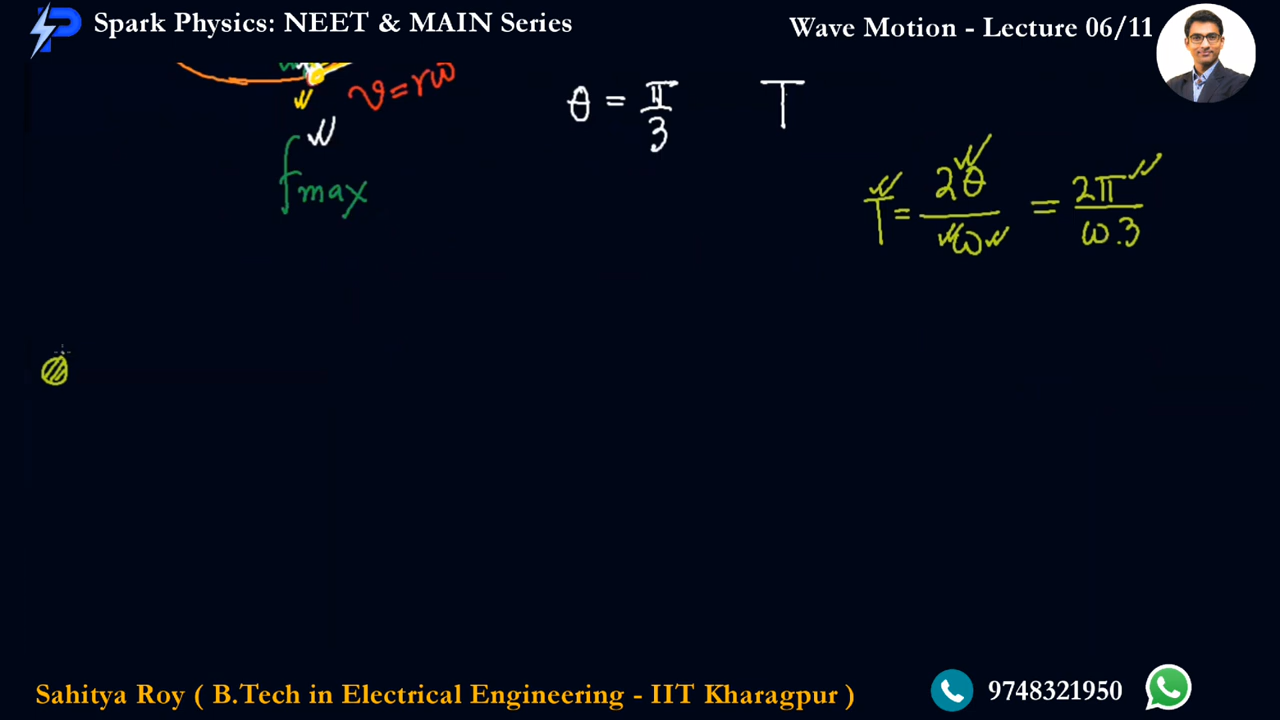 Spark Physics: NEET & MAIN Series
Wave Motion - Lecture 06/11
v=rω
fmax
θ = π/3
T
T = 2θ/ω = 2π/ω.3
Sahitya Roy ( B.Tech in Electrical Engineering - IIT Kharagpur )
9748321950